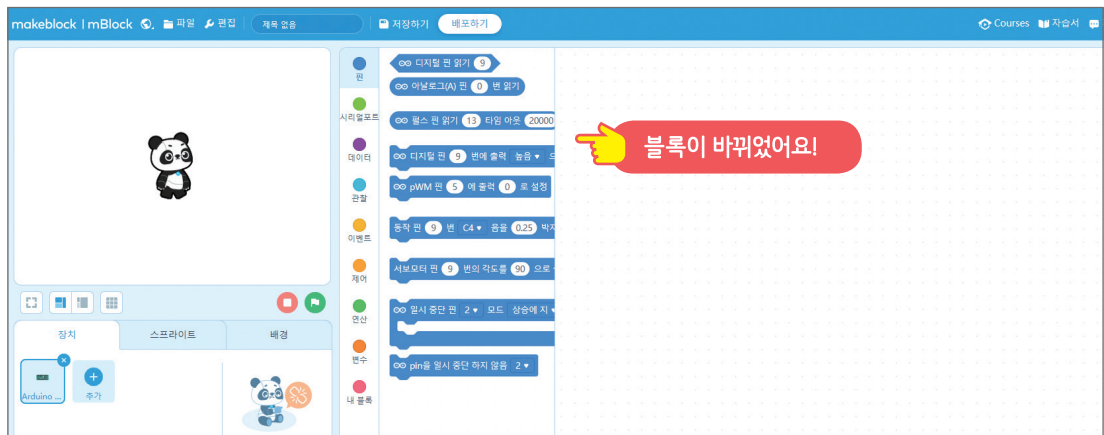 makeblock | mBlock 파일 편집 제목 없음 저장하기 배포하기 Courses 자습서
핀
시리얼포트
데이터
관찰
이벤트
제어
연산
변수
내 블록
디지털 핀 읽기 9
아날로그(A) 핀 0 번 읽기
펄스 핀 읽기 13 타임 아웃 20000
디지털 핀 9 번에 출력 높음 으
pWM 핀 5 에 출력 0 로 설정
동작 핀 9 번 C4 음을 0.25 박자
서보모터 핀 9 번의 각도를 90 으로
일시 중단 핀 2 모드 상승에 지
pin을 일시 중단 하지 않음 2
블록이 바뀌었어요!
장치 스프라이트 배경
Arduino ...
추가